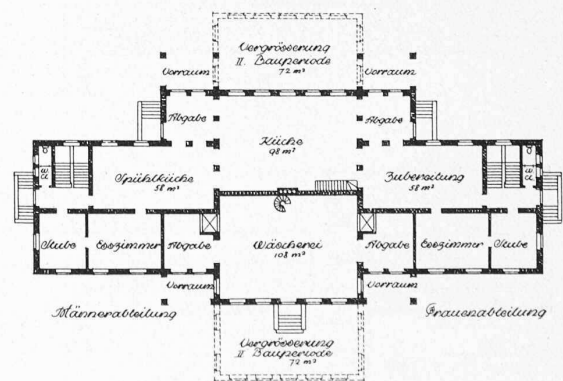 Vergrösserung
II. Bauperiode
72 m²
Vorraum
Vorraum
Abgabe
Abgabe
Küche
98 m²
W.C.
Spühlküche
58 m²
Zubereitung
58 m²
W.C.
Stube
Esszimmer
Abgabe
Wäscherei
108 m²
Abgabe
Esszimmer
Stube
Vorraum
Vorraum
Männerabteilung
Frauenabteilung
Vergrösserung
II. Bauperiode
72 m²